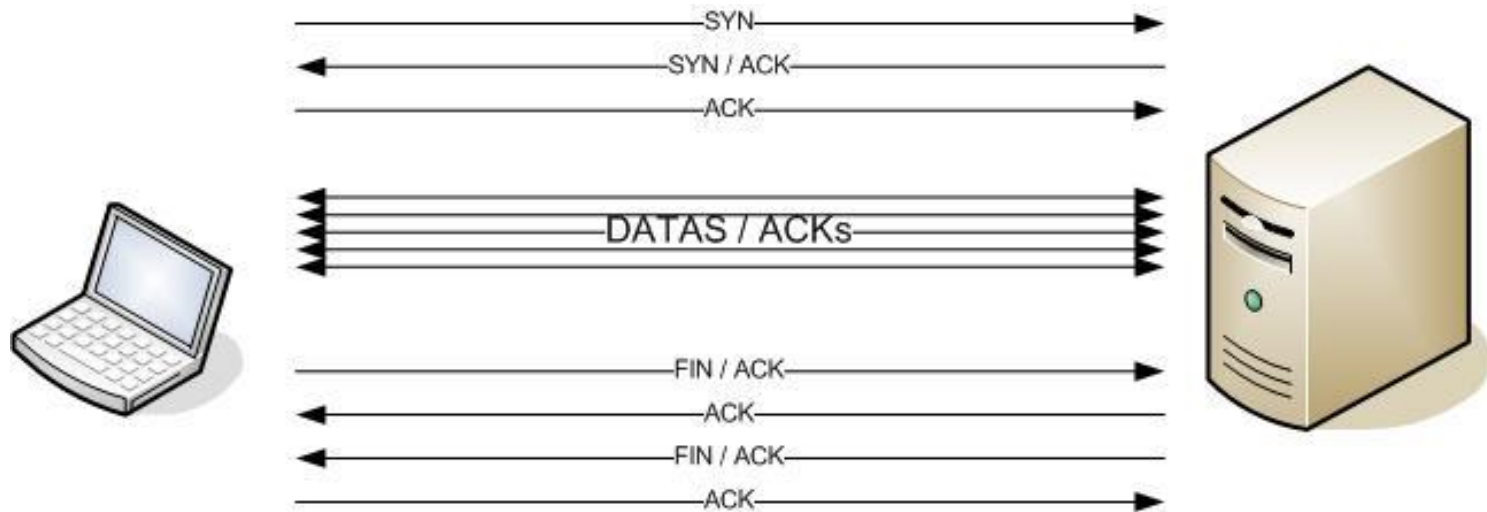 SYN
SYN / ACK
ACK
DATAS / ACKs
FIN / ACK
ACK
FIN / ACK
ACK